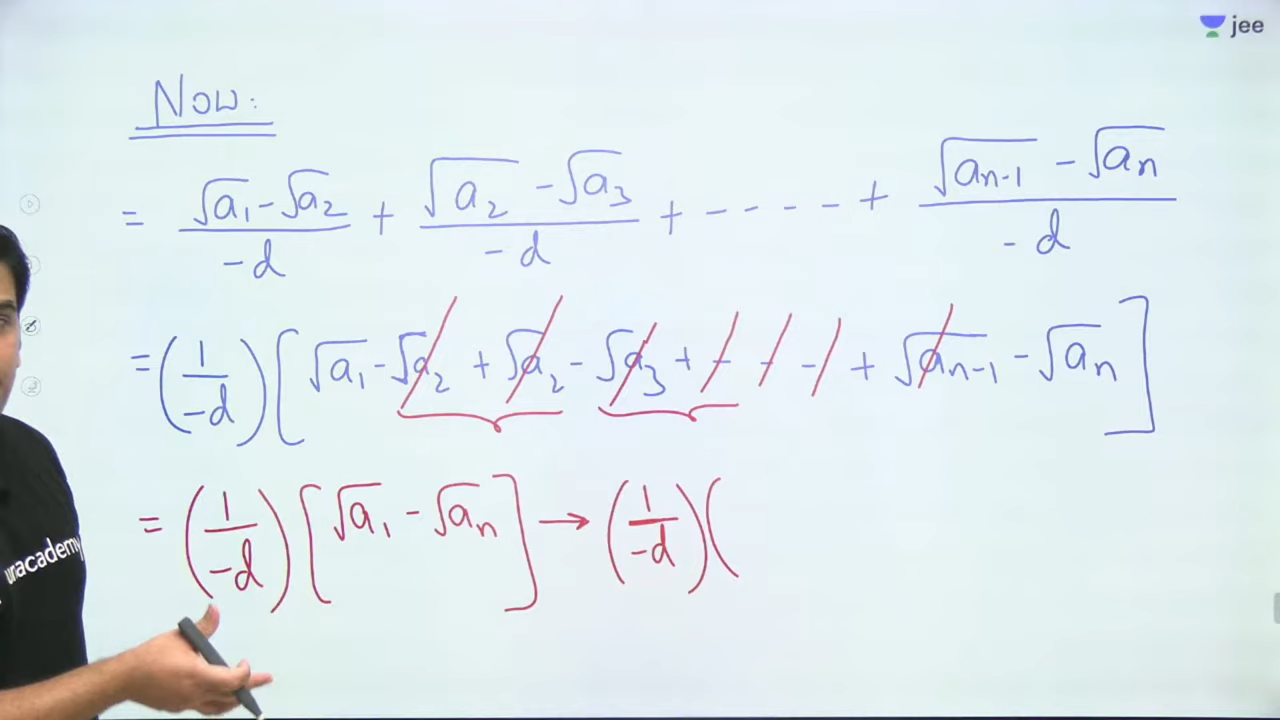 jee
Now:
= (√a₁ - √a₂)/(-d) + (√a₂ - √a₃)/(-d) + ----- + (√aₙ₋₁ - √aₙ)/(-d)
= (1/-d) [√a₁ - √a₂ + √a₂ - √a₃ + - - - + √aₙ₋₁ - √aₙ]
= (1/-d) [√a₁ - √aₙ] → (1/-d) (
unacademy